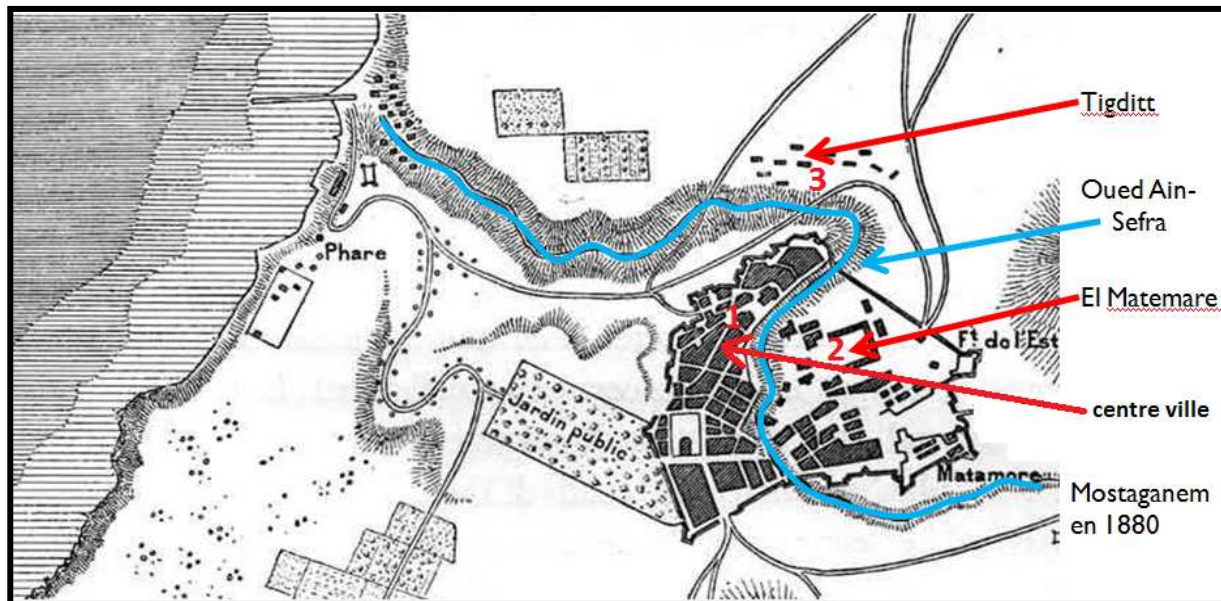 Tigditt
3
Oued Ain-
Sefra
Phare
1
El Matemare
2
Ft. de l'Est
centre ville
Jardin public
Matamore
Mostaganem
en 1880